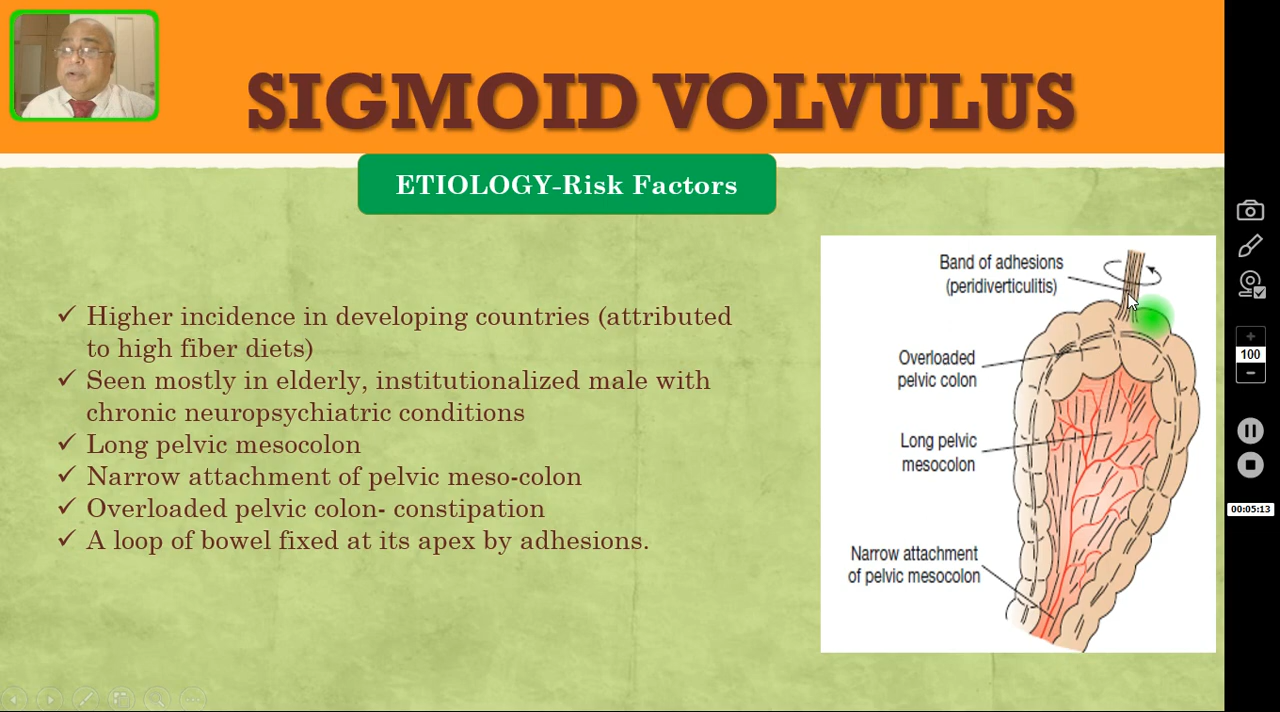 SIGMOID VOLVULUS
ETIOLOGY-Risk Factors
✓ Higher incidence in developing countries (attributed
to high fiber diets)
✓ Seen mostly in elderly, institutionalized male with
chronic neuropsychiatric conditions
✓ Long pelvic mesocolon
✓ Narrow attachment of pelvic meso-colon
✓ Overloaded pelvic colon- constipation
✓ A loop of bowel fixed at its apex by adhesions.
Band of adhesions
(peridiverticulitis)
Overloaded
pelvic colon
Long pelvic
mesocolon
Narrow attachment
of pelvic mesocolon
100
00:05:13